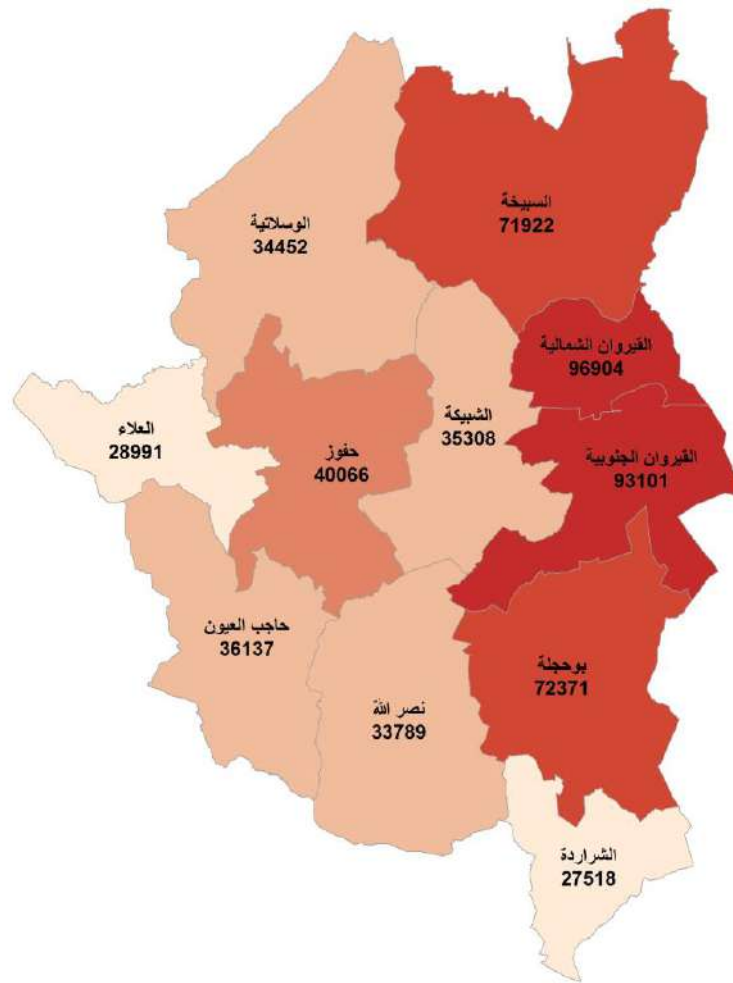 السبيخة
71922
الوسلاتية
34452
القيروان الشمالية
96904
الشبيكة
35308
العلاء
28991
حفوز
40066
القيروان الجنوبية
93101
حاجب العيون
36137
بوحجلة
72371
نصر الله
33789
الشراردة
27518